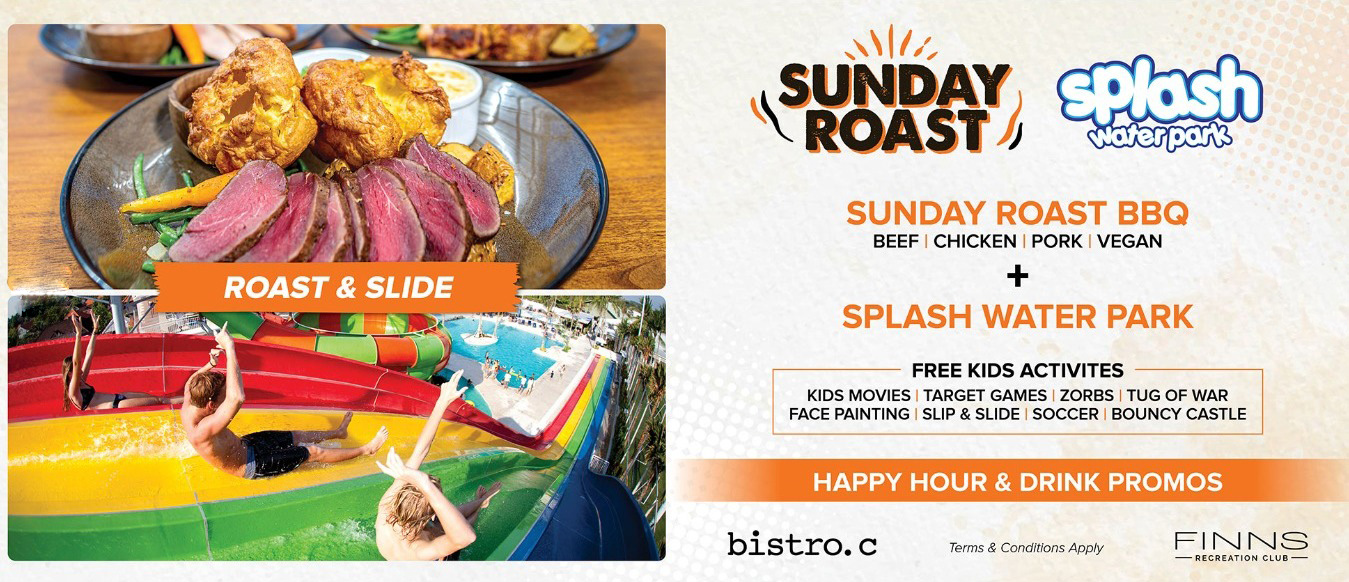 ROAST & SLIDE
SUNDAY
ROAST
splash
waterpark
SUNDAY ROAST BBQ
BEEF | CHICKEN | PORK | VEGAN
+
SPLASH WATER PARK
FREE KIDS ACTIVITES
KIDS MOVIES | TARGET GAMES | ZORBS | TUG OF WAR
FACE PAINTING | SLIP & SLIDE | SOCCER | BOUNCY CASTLE
HAPPY HOUR & DRINK PROMOS
bistro.c
Terms & Conditions Apply
FINNS
RECREATION CLUB